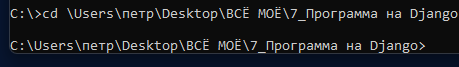 C:\>cd \Users\петр\Desktop\ВСЁ МОЁ\7_Программа на Django
C:\Users\петр\Desktop\ВСЁ МОЁ\7_Программа на Django>